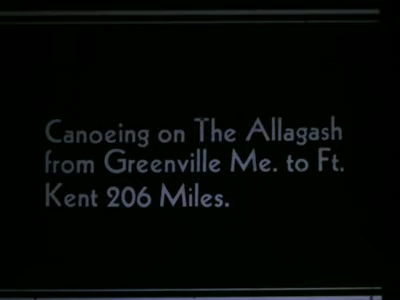 Canoeing on The Allagash
from Greenville Me. to Ft.
Kent 206 Miles.